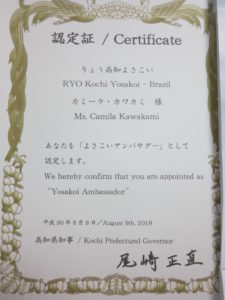 認定証 / Certificate
りょう高知よさこい
RYO Kochi Yosakoi - Brazil
カミーラ・カワカミ 様
Ms. Camila Kawakami
あなたを「よさこいアンバサダー」として
認定します。
We hereby confirm that you are appointed as
“Yosakoi Ambassador”.
平成30年8月9日／August 9th, 2018
高知県知事 / Kochi Prefectural Governor
尾﨑 正直